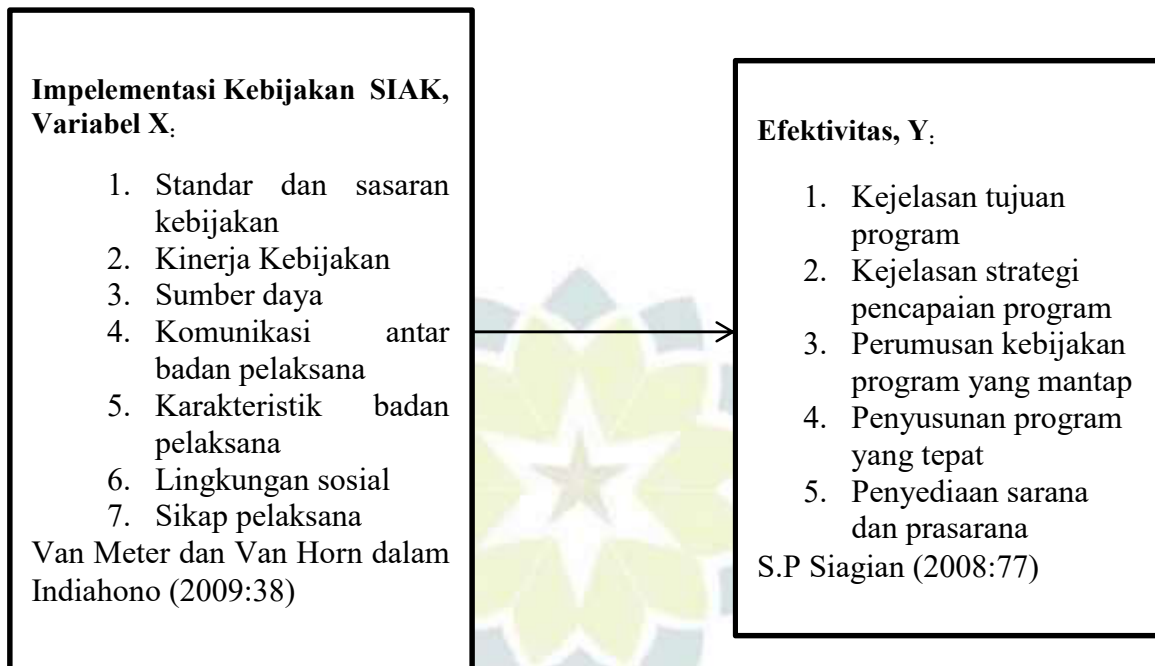 Impelementasi Kebijakan SIAK,
Variabel X:
1. Standar dan sasaran
kebijakan
2. Kinerja Kebijakan
3. Sumber daya
4. Komunikasi antar
badan pelaksana
5. Karakteristik badan
pelaksana
6. Lingkungan sosial
7. Sikap pelaksana
Van Meter dan Van Horn dalam
Indiahono (2009:38)
Efektivitas, Y:
1. Kejelasan tujuan
program
2. Kejelasan strategi
pencapaian program
3. Perumusan kebijakan
program yang mantap
4. Penyusunan program
yang tepat
5. Penyediaan sarana
dan prasarana
S.P Siagian (2008:77)